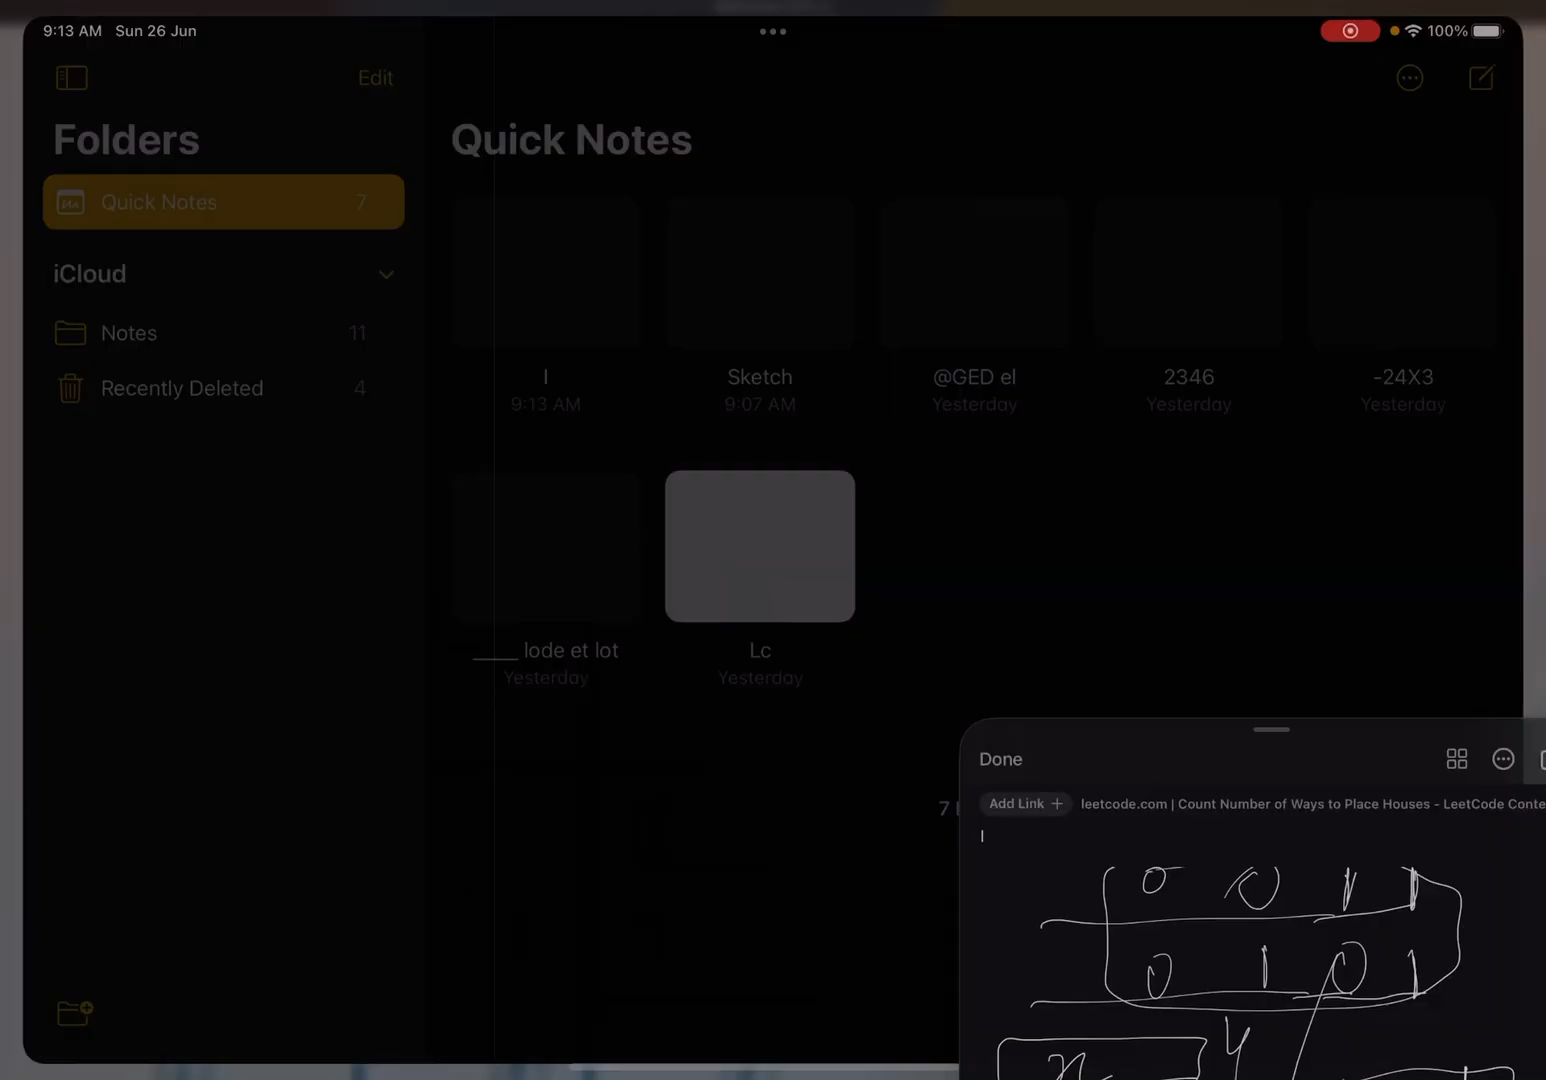 9:13 AM Sun 26 Jun 100%
Edit
Folders
Quick Notes 7
iCloud
Notes 11
Recently Deleted 4
Quick Notes
I Sketch @GED el 2346 -24X3
9:13 AM 9:07 AM Yesterday Yesterday Yesterday
____ lode et lot Lc
Yesterday Yesterday
7
Done
Add Link + leetcode.com | Count Number of Ways to Place Houses - LeetCode Conte
I
0 0 1 1
0 1 0 1
4